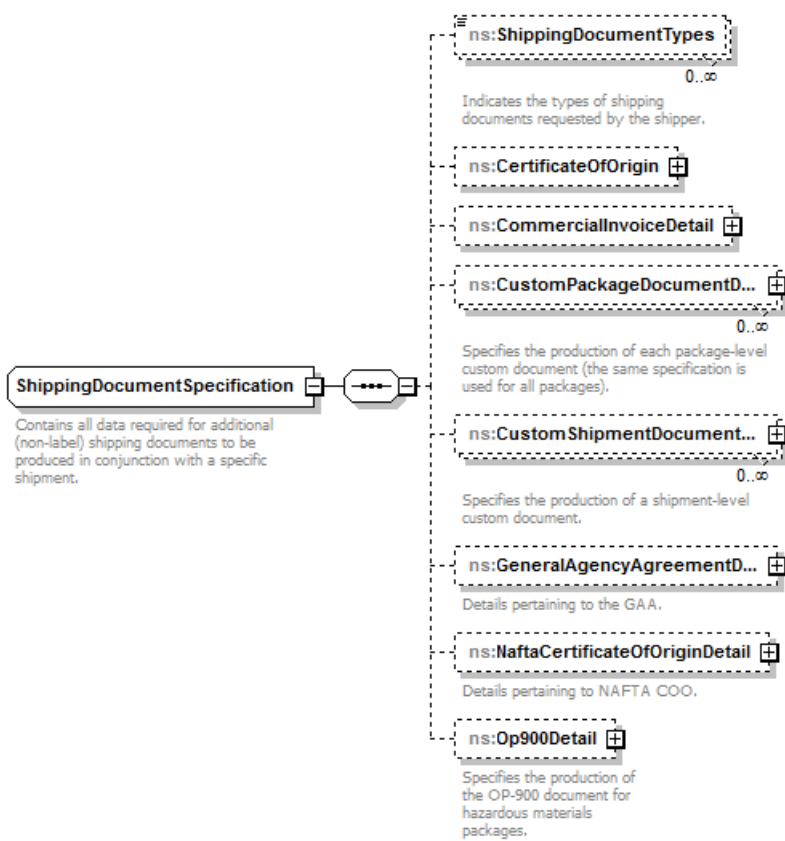 ns:ShippingDocumentTypes
0..∞
Indicates the types of shipping
documents requested by the shipper.
ns:CertificateOfOrigin
ns:CommercialInvoiceDetail
ns:CustomPackageDocumentD...
0..∞
Specifies the production of each package-level
custom document (the same specification is
used for all packages).
ShippingDocumentSpecification
Contains all data required for additional
(non-label) shipping documents to be
produced in conjunction with a specific
shipment.
ns:CustomShipmentDocument...
0..∞
Specifies the production of a shipment-level
custom document.
ns:GeneralAgencyAgreementD...
Details pertaining to the GAA.
ns:NaftaCertificateOfOriginDetail
Details pertaining to NAFTA COO.
ns:Op900Detail
Specifies the production of
the OP-900 document for
hazardous materials
packages.